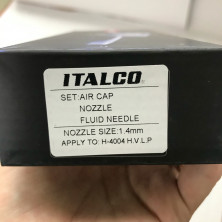 ITALCO
SET:AIR CAP
NOZZLE
FLUID NEEDLE
NOZZLE SIZE:1.4mm
APPLY TO: H-4004 H.V.L.P